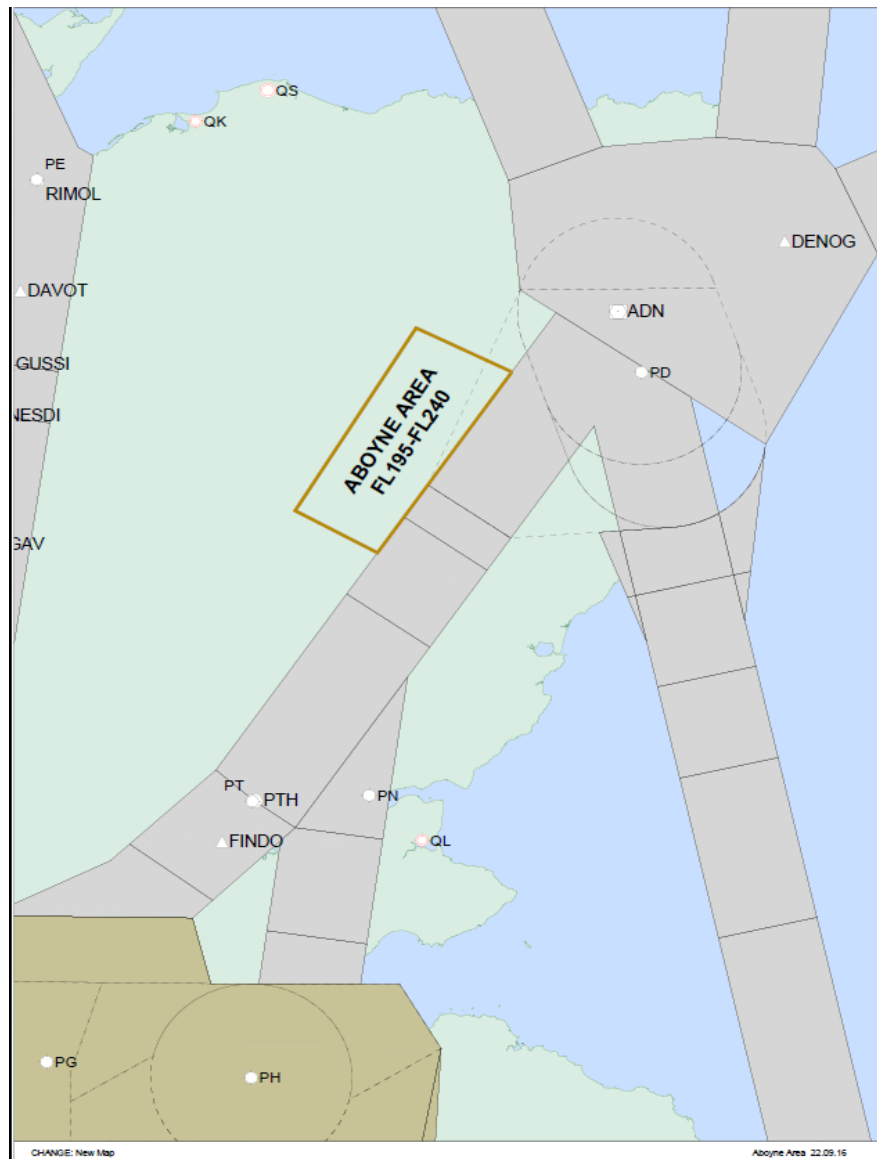 QS
QK
PE
RIMOL
DENOG
DAVOT
ADN
GUSSI
PD
NESDI
ABOYNE AREA
FL195-FL240
GAV
PT
PTH
PN
FINDO
QL
PG
PH
CHANGE: New Map
Aboyne Area 22.09.16